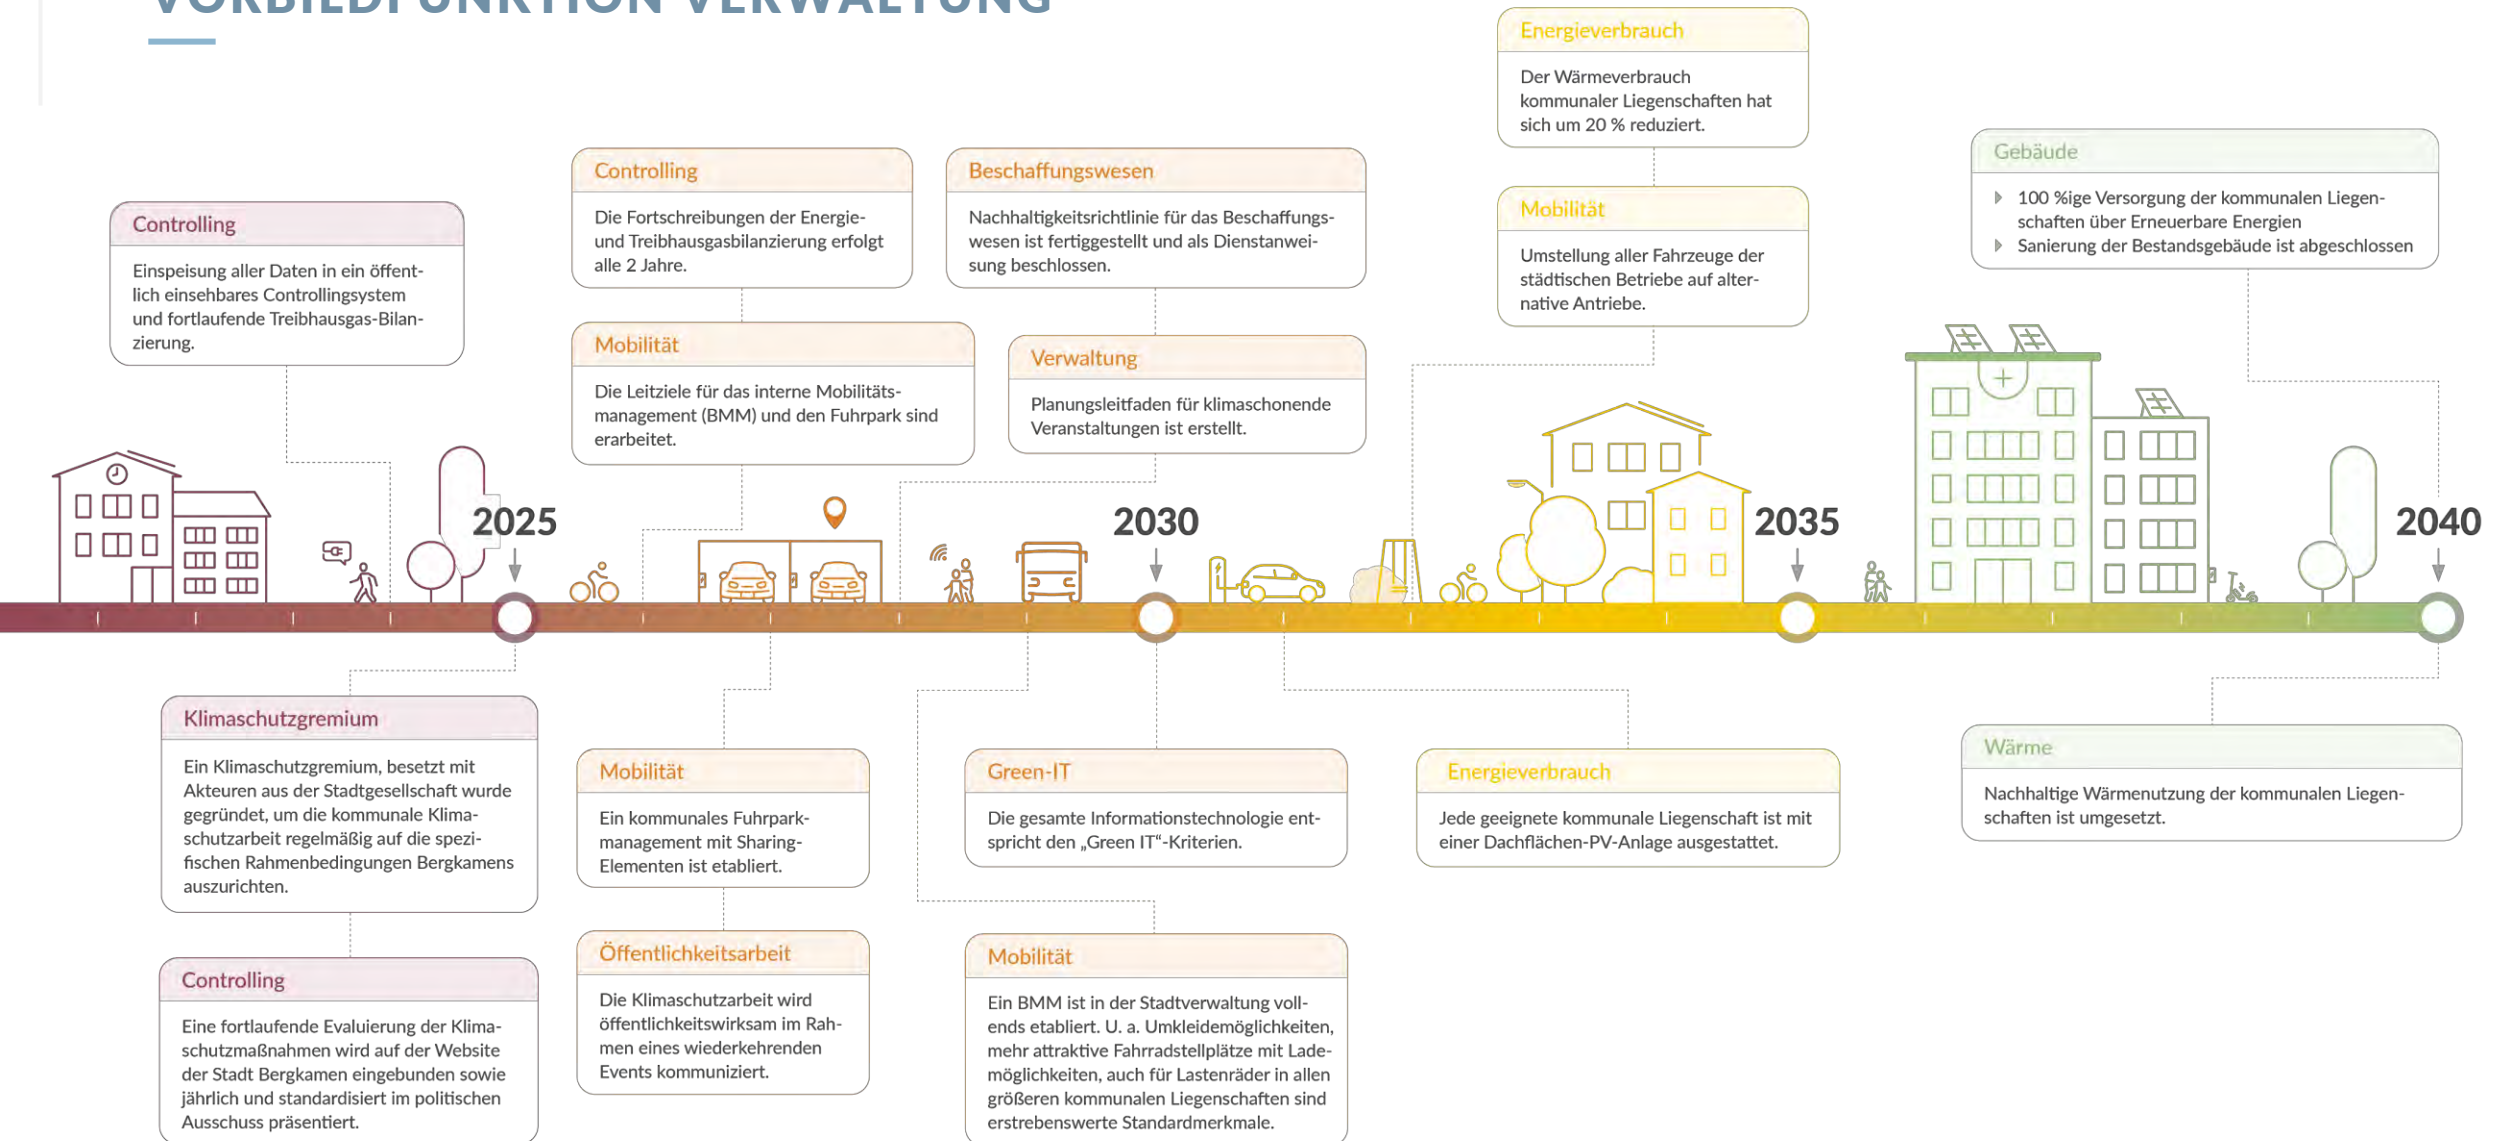 VORBILDFUNKTION VERWALTUNG
Controlling
Einspeisung aller Daten in ein öffent-
lich einsehbares Controllingsystem
und fortlaufende Treibhausgas-Bilan-
zierung.
Controlling
Die Fortschreibungen der Energie-
und Treibhausgasbilanzierung erfolgt
alle 2 Jahre.
Mobilität
Die Leitziele für das interne Mobilitäts-
management (BMM) und den Fuhrpark sind
erarbeitet.
Beschaffungswesen
Nachhaltigkeitsrichtlinie für das Beschaffungs-
wesen ist fertiggestellt und als Dienstanwei-
sung beschlossen.
Verwaltung
Planungsleitfaden für klimaschonende
Veranstaltungen ist erstellt.
Energieverbrauch
Der Wärmeverbrauch
kommunaler Liegenschaften hat
sich um 20 % reduziert.
Mobilität
Umstellung aller Fahrzeuge der
städtischen Betriebe auf alter-
native Antriebe.
Gebäude
100 %ige Versorgung der kommunalen Liegen-
schaften über Erneuerbare Energien
Sanierung der Bestandsgebäude ist abgeschlossen
2025
2030
2035
2040
Klimaschutzgremium
Ein Klimaschutzgremium, besetzt mit
Akteuren aus der Stadtgesellschaft wurde
gegründet, um die kommunale Klima-
schutzarbeit regelmäßig auf die spezi-
fischen Rahmenbedingungen Bergkamens
auszurichten.
Controlling
Eine fortlaufende Evaluierung der Klima-
schutzmaßnahmen wird auf der Website
der Stadt Bergkamen eingebunden sowie
jährlich und standardisiert im politischen
Ausschuss präsentiert.
Mobilität
Ein kommunales Fuhrpark-
management mit Sharing-
Elementen ist etabliert.
Öffentlichkeitsarbeit
Die Klimaschutzarbeit wird
öffentlichkeitswirksam im Rah-
men eines wiederkehrenden
Events kommuniziert.
Green-IT
Die gesamte Informationstechnologie ent-
spricht den „Green IT“-Kriterien.
Mobilität
Ein BMM ist in der Stadtverwaltung voll-
ends etabliert. U. a. Umkleidemöglichkeiten,
mehr attraktive Fahrradstellplätze mit Lade-
möglichkeiten, auch für Lastenräder in allen
größeren kommunalen Liegenschaften sind
erstrebenswerte Standardmerkmale.
Energieverbrauch
Jede geeignete kommunale Liegenschaft ist mit
einer Dachflächen-PV-Anlage ausgestattet.
Wärme
Nachhaltige Wärmenutzung der kommunalen Liegen-
schaften ist umgesetzt.